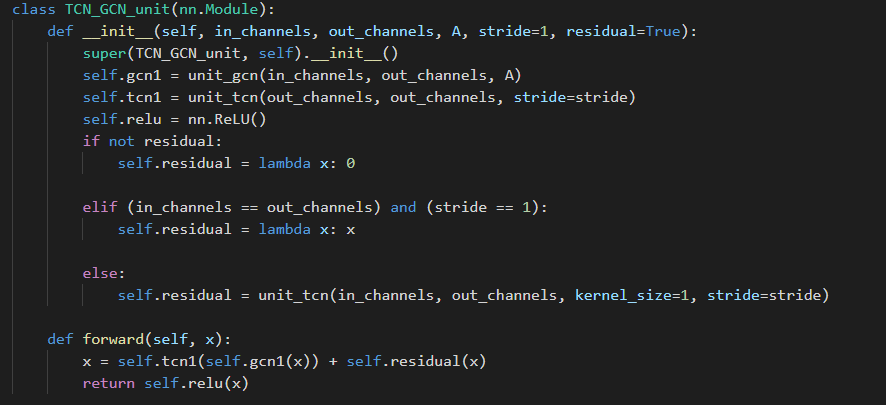 class TCN_GCN_unit(nn.Module):
    def __init__(self, in_channels, out_channels, A, stride=1, residual=True):
        super(TCN_GCN_unit, self).__init__()
        self.gcn1 = unit_gcn(in_channels, out_channels, A)
        self.tcn1 = unit_tcn(out_channels, out_channels, stride=stride)
        self.relu = nn.ReLU()
        if not residual:
            self.residual = lambda x: 0

        elif (in_channels == out_channels) and (stride == 1):
            self.residual = lambda x: x

        else:
            self.residual = unit_tcn(in_channels, out_channels, kernel_size=1, stride=stride)

    def forward(self, x):
        x = self.tcn1(self.gcn1(x)) + self.residual(x)
        return self.relu(x)